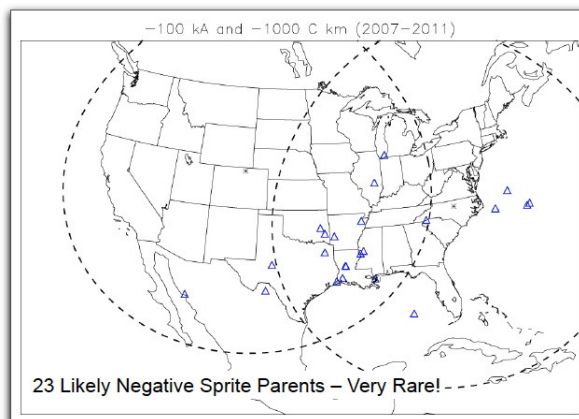 −100 kA and −1000 C km (2007−2011)
23 Likely Negative Sprite Parents – Very Rare!